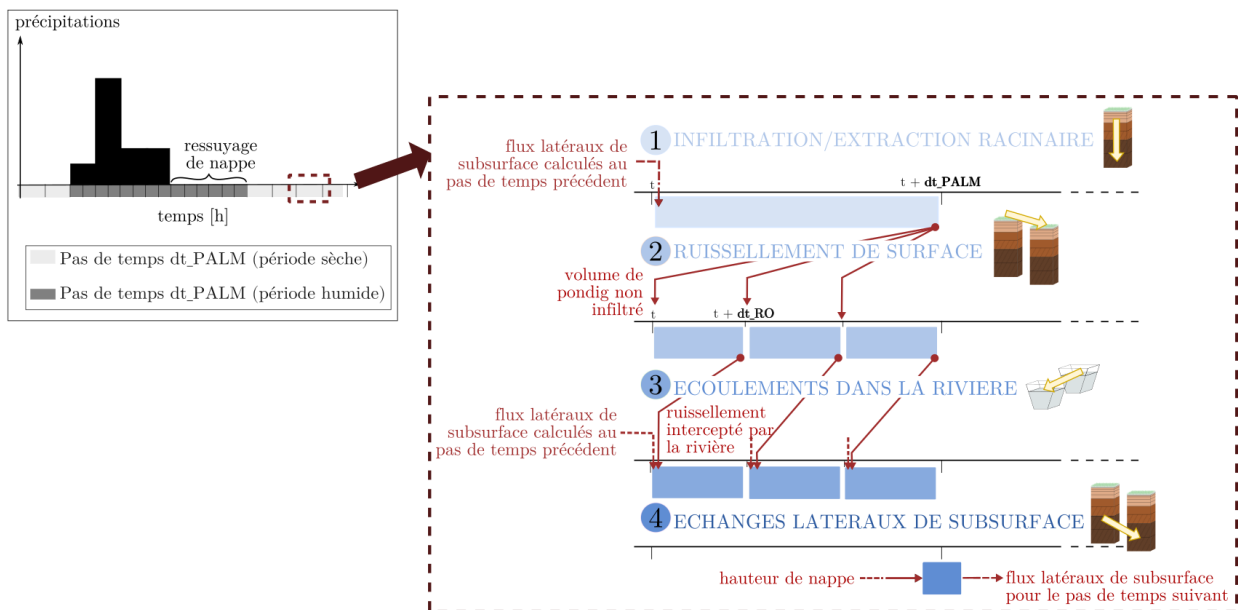 précipitations
ressuyage
de nappe
temps [h]
Pas de temps dt_PALM (période sèche)
Pas de temps dt_PALM (période humide)
1 INFILTRATION/EXTRACTION RACINAIRE
flux latéraux de
subsurface calculés au
pas de temps précédent
t
t + dt_PALM
2 RUISSELLEMENT DE SURFACE
volume de
pondig non
infiltré
t
t + dt_RO
3 ECOULEMENTS DANS LA RIVIERE
flux latéraux de
subsurface calculés au
pas de temps précédent
ruissellement
intercepté par
la rivière
4 ECHANGES LATERAUX DE SUBSURFACE
hauteur de nappe
flux latéraux de subsurface
pour le pas de temps suivant